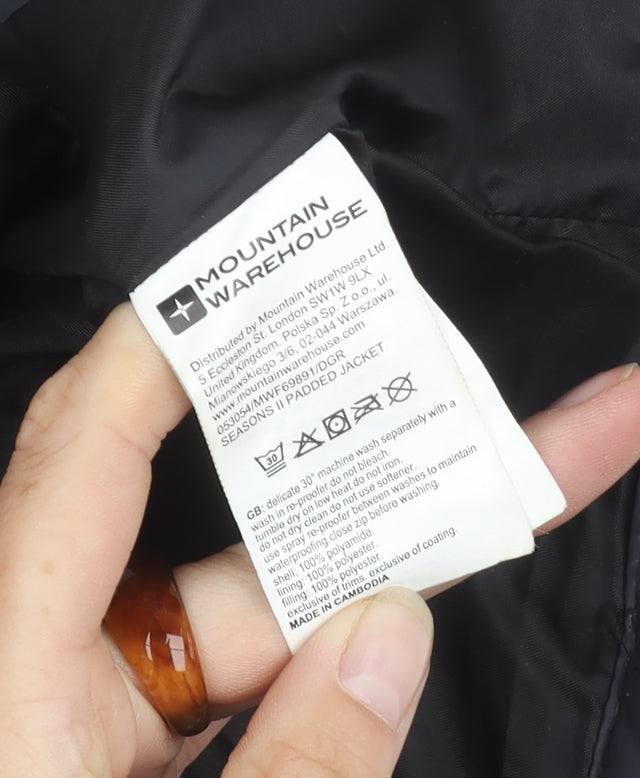 MOUNTAIN
WAREHOUSE
Distributed by Mountain Warehouse Ltd.
5 Eccleston St. London SW1W 9LX
United Kingdom. Polska Sp. Z o.o., ul.
Mianowskiego 3/6, 02-044 Warszawa.
www.mountainwarehouse.com
053054/MWF69891/DGR
SEASONS II PADDED JACKET
30
GB: delicate 30° machine wash separately with a
wash in re-proofer do not bleach.
tumble dry on low heat do not iron.
do not dry clean do not use softener.
use spray re-proofer between washes to maintain
waterproofing close zip before washing.
shell: 100% polyamide.
lining: 100% polyester.
filling: 100% polyester.
exclusive of trims. exclusive of coating.
MADE IN CAMBODIA